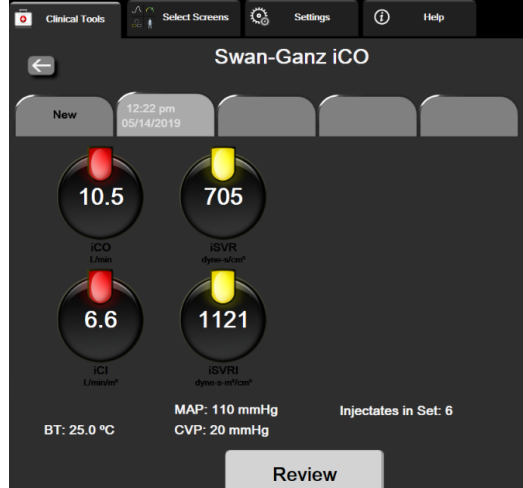 Clinical Tools
Select Screens
Settings
Help
Swan-Ganz iCO
New
12:22 pm
05/14/2019
10.5
iCO
L/min
705
iSVR
dyne-s/cm⁵
6.6
iCI
L/min/m²
1121
iSVRI
dyne-s-m²/cm⁵
MAP: 110 mmHg
Injectates in Set: 6
BT: 25.0 ºC
CVP: 20 mmHg
Review